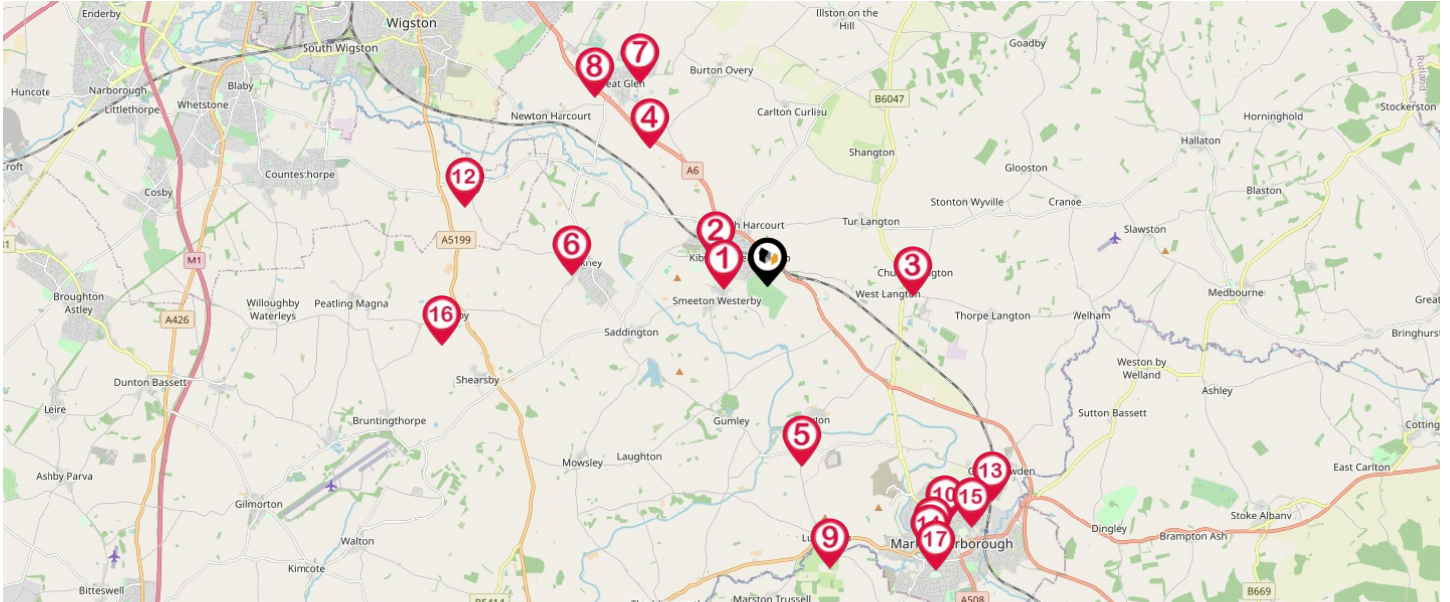 Enderby
Wigston
Illston on the
Hill
Goadby
South Wigston
8
7
Burton Overy
Rutland
Huncote
Narborough
Blaby
B6047
Littlethorpe
Whetstone
Newton Harcourt
4
Carlton Curlieu
Stockerston
Horninghold
Hallaton
Shangton
Croft
Countesthorpe
A6
Glooston
12
Cosby
Blaston
Stonton Wyville
Cranoe
2
Tur Langton
Slawston
A5199
6
M1
1
3
Broughton
Astley
Willoughby
Waterleys
Peatling Magna
Smeeton Westerby
West Langton
Medbourne
A426
16
Saddington
Thorpe Langton
Welham
Weston by
Welland
Dunton Bassett
Shearsby
Ashley
Leire
Bruntingthorpe
Gumley
5
Sutton Bassett
Mowsley
Laughton
Ashby Parva
13
East Carlton
10
15
Gilmorton
14
Stoke Albany
Dingley
Walton
9
17
Brampton Ash
Kimcote
Bitteswell
Marston Trussell
A508
B669